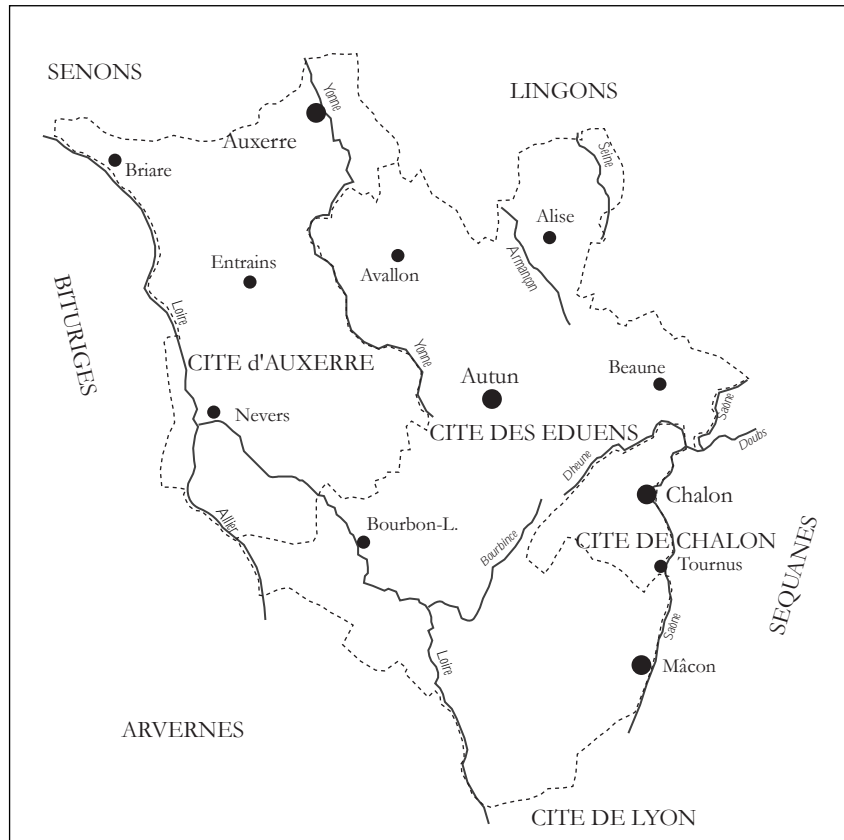 SENONS
LINGONS
Yonne
Auxerre
Briare
Seine
Alise
Armançon
Avallon
Entrains
BITURIGES
Loire
CITE d'AUXERRE
Yonne
Autun
Beaune
Nevers
CITE DES EDUENS
Saône
Doubs
Dheune
Chalon
Allier
Bourbon-L.
Bourbince
CITE DE CHALON
Tournus
SEQUANES
Saône
Loire
Mâcon
ARVERNES
CITE DE LYON